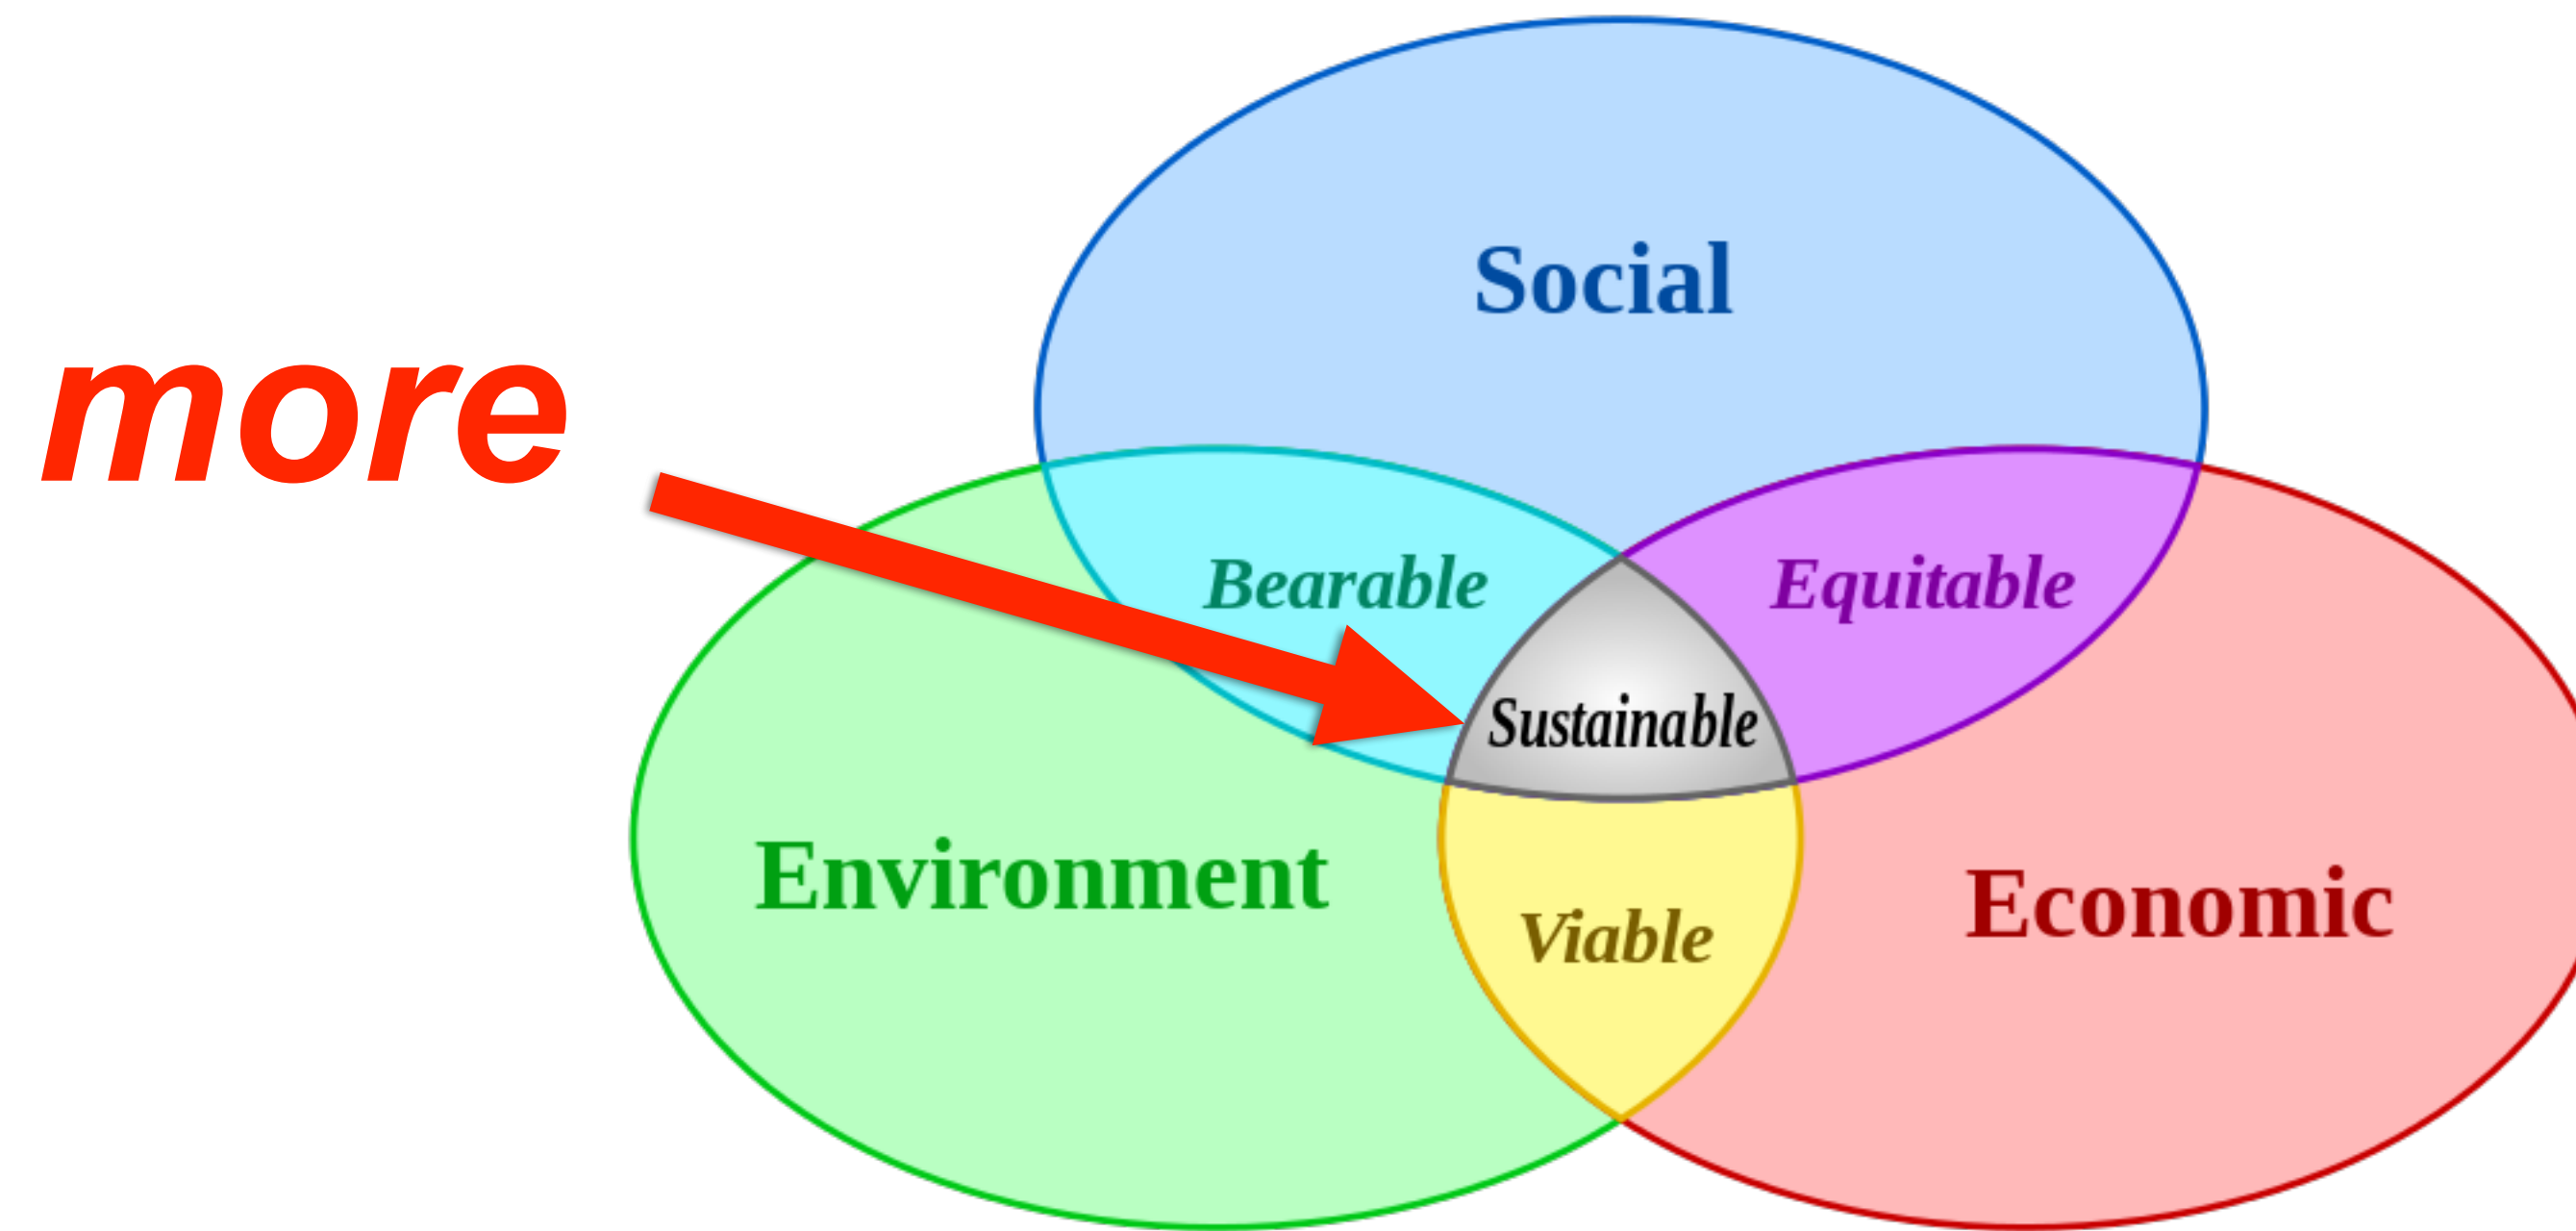 Social
more
Bearable
Equitable
Sustainable
Environment
Economic
Viable